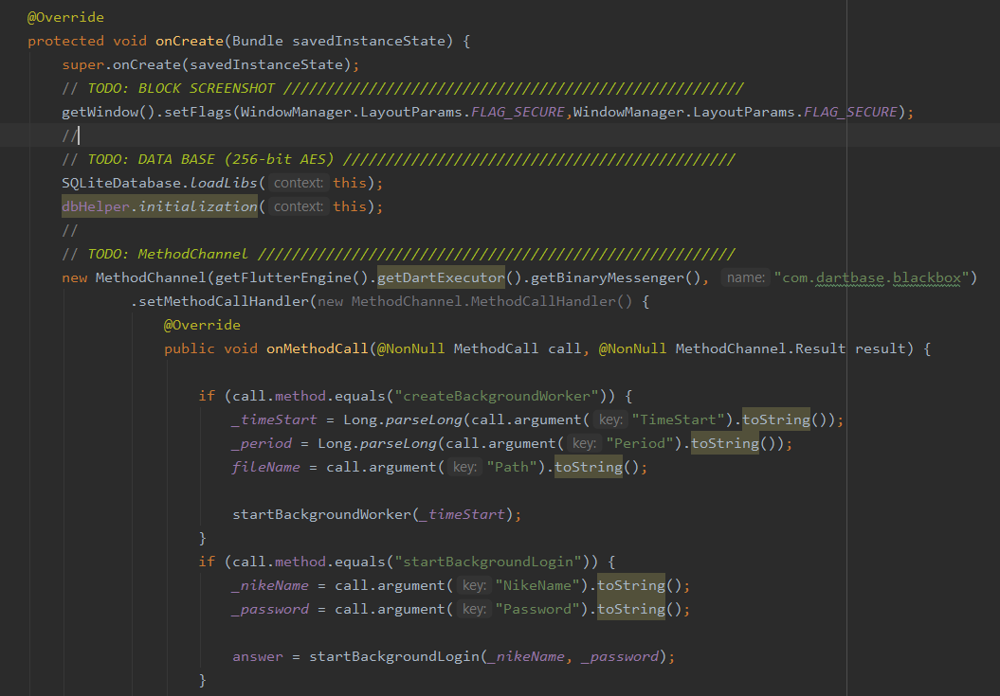 @Override
protected void onCreate(Bundle savedInstanceState) {
super.onCreate(savedInstanceState);
// TODO: BLOCK SCREENSHOT //////////////////////////////////////////////////////
getWindow().setFlags(WindowManager.LayoutParams.FLAG_SECURE,WindowManager.LayoutParams.FLAG_SECURE);
//
// TODO: DATA BASE (256-bit AES) //////////////////////////////////////////////
SQLiteDatabase.loadLibs( context: this);
dbHelper.initialization( context: this);
//
// TODO: MethodChannel ////////////////////////////////////////////////////////
new MethodChannel(getFlutterEngine().getDartExecutor().getBinaryMessenger(), name: "com.dartbase.blackbox")
.setMethodCallHandler(new MethodChannel.MethodCallHandler() {
@Override
public void onMethodCall(@NonNull MethodCall call, @NonNull MethodChannel.Result result) {
if (call.method.equals("createBackgroundWorker")) {
_timeStart = Long.parseLong(call.argument( key: "TimeStart").toString());
_period = Long.parseLong(call.argument( key: "Period").toString());
fileName = call.argument( key: "Path").toString();
startBackgroundWorker(_timeStart);
}
if (call.method.equals("startBackgroundLogin")) {
_nikeName = call.argument( key: "NikeName").toString();
_password = call.argument( key: "Password").toString();
answer = startBackgroundLogin(_nikeName, _password);
}